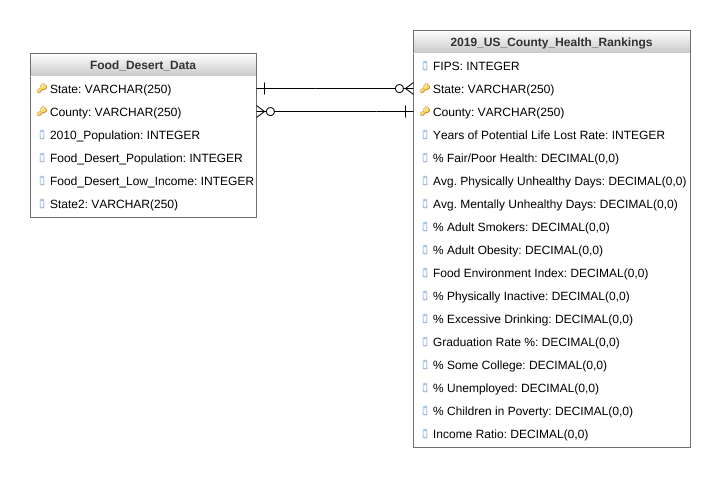 Food_Desert_Data
State: VARCHAR(250)
County: VARCHAR(250)
2010_Population: INTEGER
Food_Desert_Population: INTEGER
Food_Desert_Low_Income: INTEGER
State2: VARCHAR(250)
2019_US_County_Health_Rankings
FIPS: INTEGER
State: VARCHAR(250)
County: VARCHAR(250)
Years of Potential Life Lost Rate: INTEGER
% Fair/Poor Health: DECIMAL(0,0)
Avg. Physically Unhealthy Days: DECIMAL(0,0)
Avg. Mentally Unhealthy Days: DECIMAL(0,0)
% Adult Smokers: DECIMAL(0,0)
% Adult Obesity: DECIMAL(0,0)
Food Environment Index: DECIMAL(0,0)
% Physically Inactive: DECIMAL(0,0)
% Excessive Drinking: DECIMAL(0,0)
Graduation Rate %: DECIMAL(0,0)
% Some College: DECIMAL(0,0)
% Unemployed: DECIMAL(0,0)
% Children in Poverty: DECIMAL(0,0)
Income Ratio: DECIMAL(0,0)